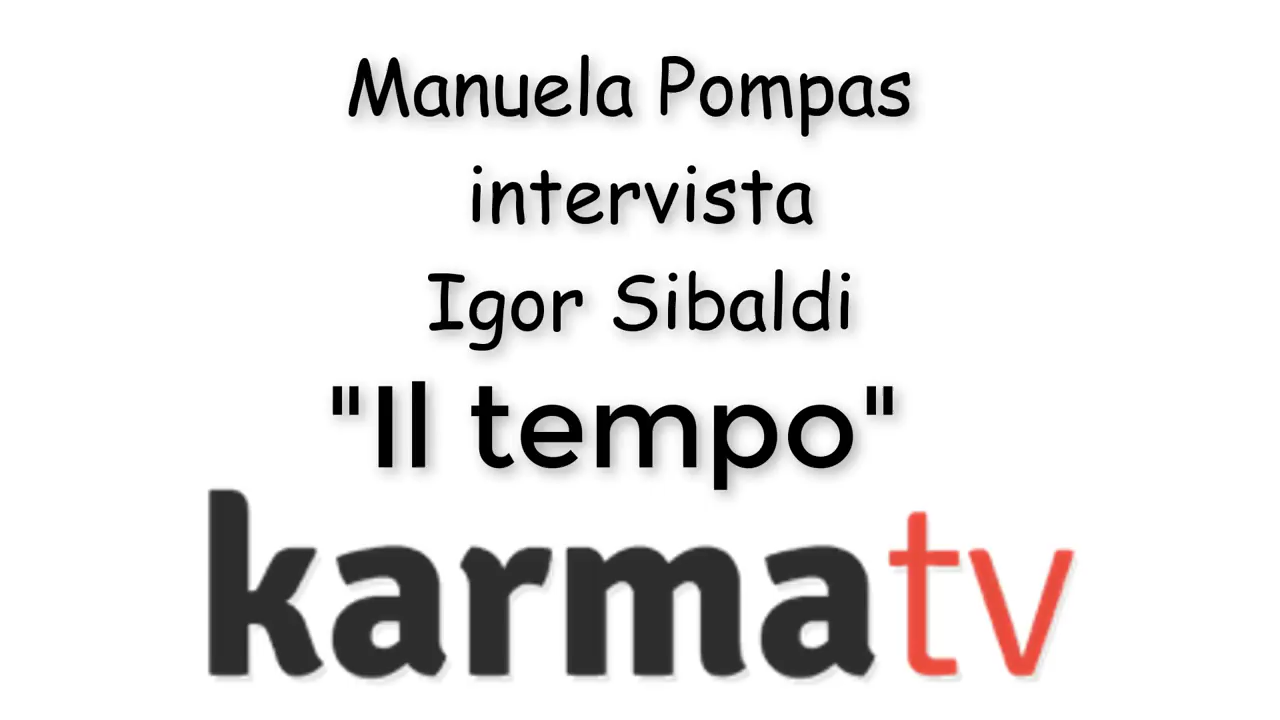 Manuela Pompas
intervista
Igor Sibaldi
"Il tempo"
karmatv